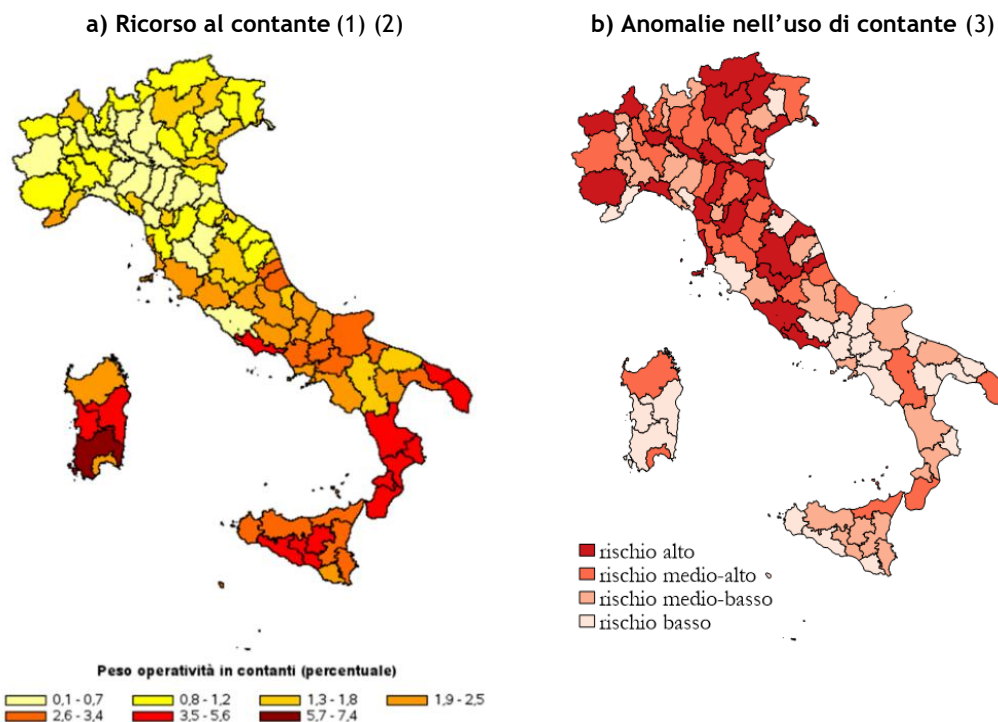 a) Ricorso al contante (1) (2)
b) Anomalie nell'uso di contante (3)
rischio alto
rischio medio-alto
rischio medio-basso
rischio basso
Peso operatività in contanti (percentuale)
0,1 - 0,7
0,8 - 1,2
1,3 - 1,8
1,9 - 2,5
2,6 - 3,4
3,5 - 5,6
5,7 - 7,4